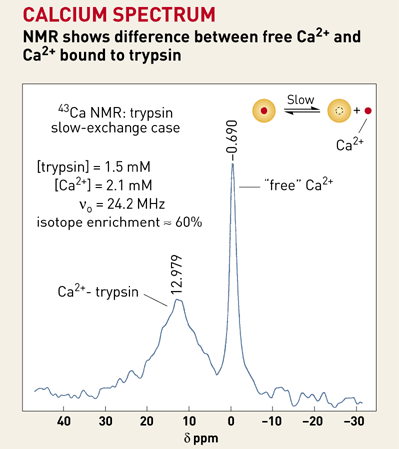 CALCIUM SPECTRUM
NMR shows difference between free Ca²⁺ and
Ca²⁺ bound to trypsin
⁴³Ca NMR: trypsin
slow-exchange case
[trypsin] = 1.5 mM
[Ca²⁺] = 2.1 mM
νₒ = 24.2 MHz
isotope enrichment ≈ 60%
Slow
+
Ca²⁺
-0.690
"free" Ca²⁺
12.979
Ca²⁺- trypsin
40 30 20 10 0 -10 -20 -30
δ ppm